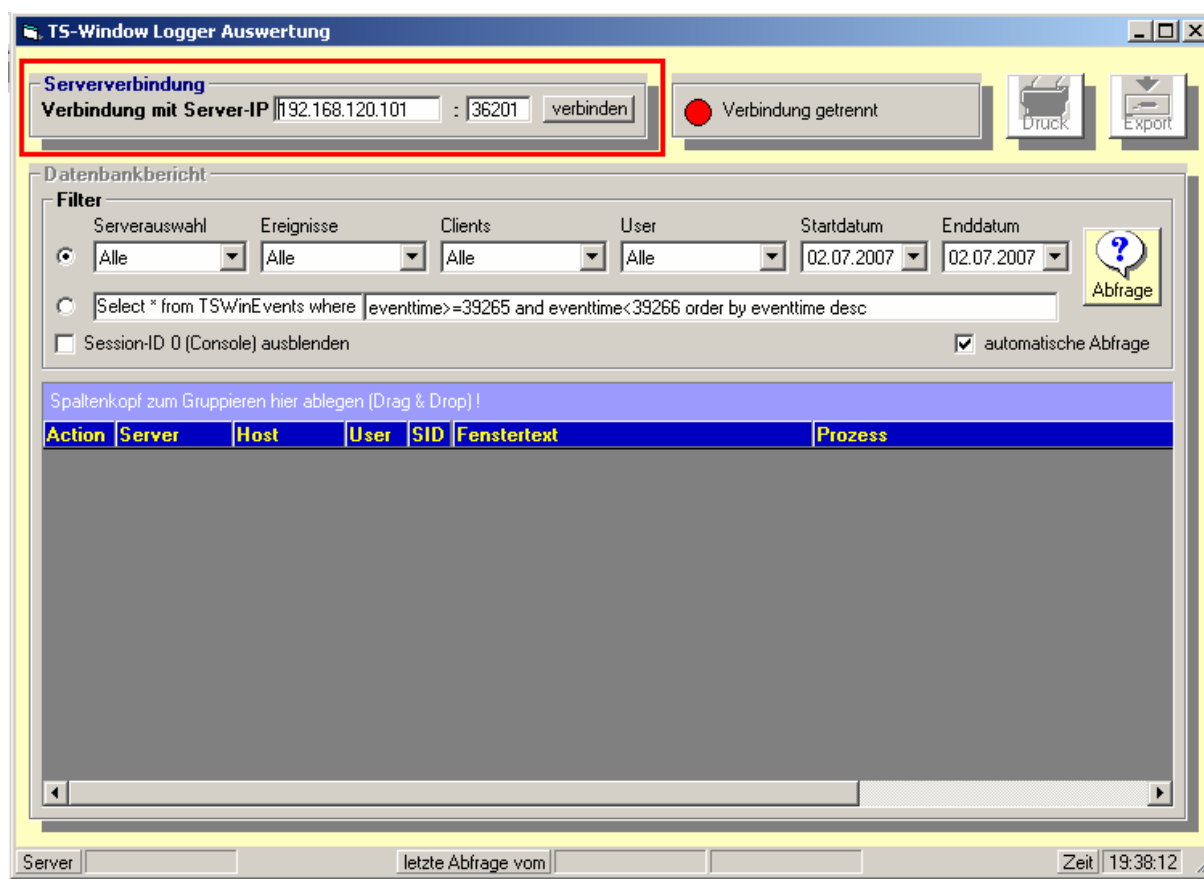 TS-Window Logger Auswertung
Serververbindung
Verbindung mit Server-IP 192.168.120.101 : 36201 verbinden
Verbindung getrennt
Druck
Export
Datenbankbericht
Filter
Serverauswahl Ereignisse Clients User Startdatum Enddatum
Alle Alle Alle Alle 02.07.2007 02.07.2007
?
Abfrage
Select * from TSWinEvents where eventtime>=39265 and eventtime<39266 order by eventtime desc
Session-ID 0 (Console) ausblenden
automatische Abfrage
Spaltenkopf zum Gruppieren hier ablegen (Drag & Drop) !
Action Server Host User SID Fenstertext Prozess
Server letzte Abfrage vom Zeit 19:38:12